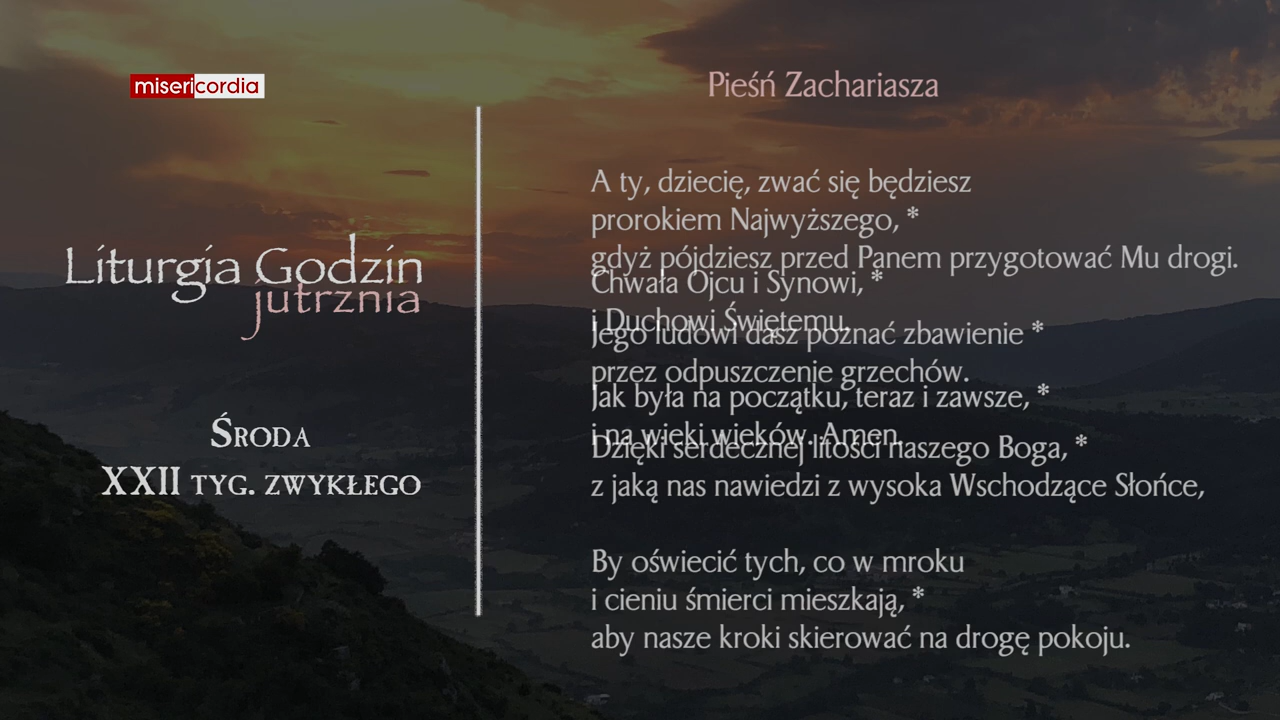 misericordia
Liturgia Godzin
jutrznia
Środa
XXII tyg. zwykłego
Pieśń Zachariasza
A ty, dziecię, zwać się będziesz
prorokiem Najwyższego, *
gdyż pójdziesz przed Panem przygotować Mu drogi.
Chwała Ojcu i Synowi, *
i Duchowi Świętemu,
Jego ludowi dasz poznać zbawienie *
przez odpuszczenie grzechów.
Jak była na początku, teraz i zawsze, *
i na wieki wieków. Amen.
Dzięki serdecznej litości naszego Boga, *
z jaką nas nawiedzi z wysoka Wschodzące Słońce,
By oświecić tych, co w mroku
i cieniu śmierci mieszkają, *
aby nasze kroki skierować na drogę pokoju.